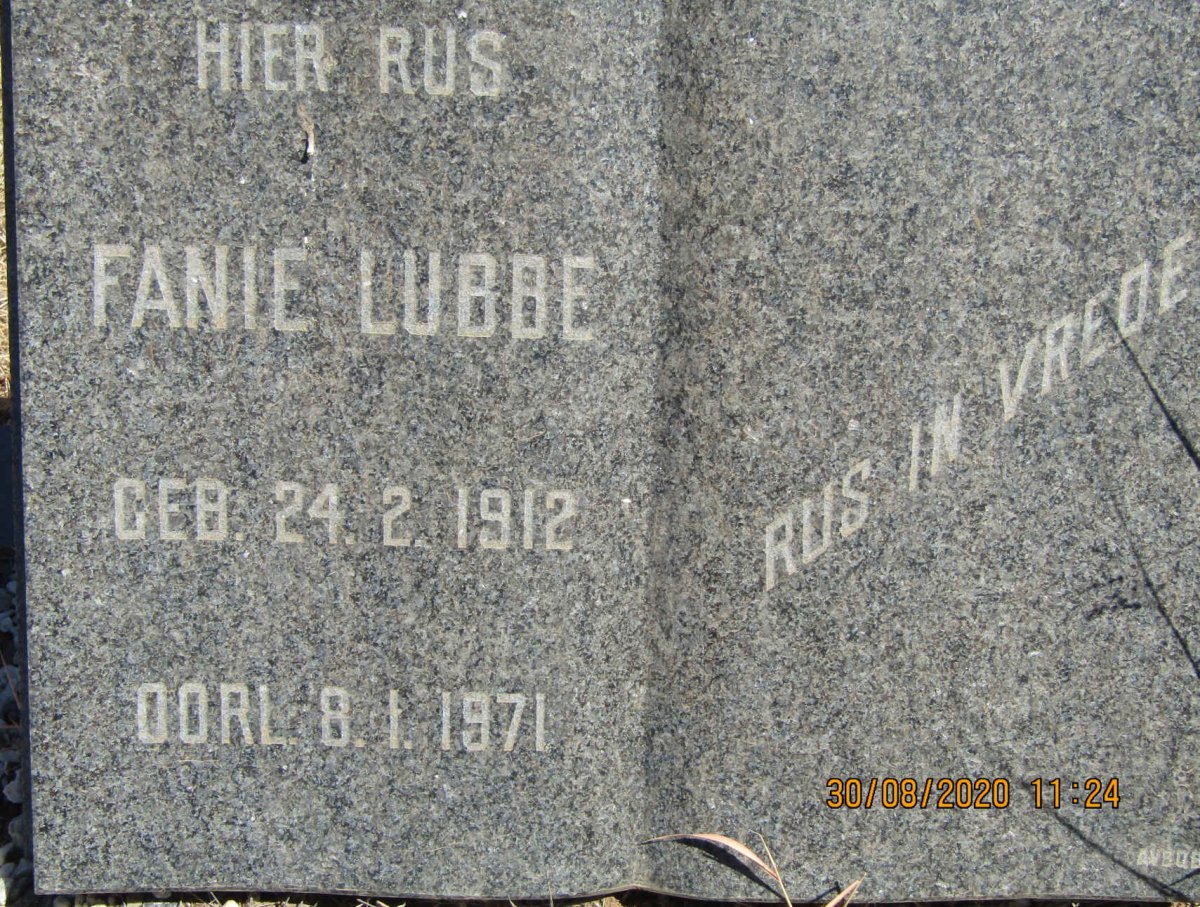 HIER RUS
FANIE LUBBE
GEB. 24. 2. 1912
OORL. 8. 1. 1971
RUS IN VREDE
30/08/2020 11:24